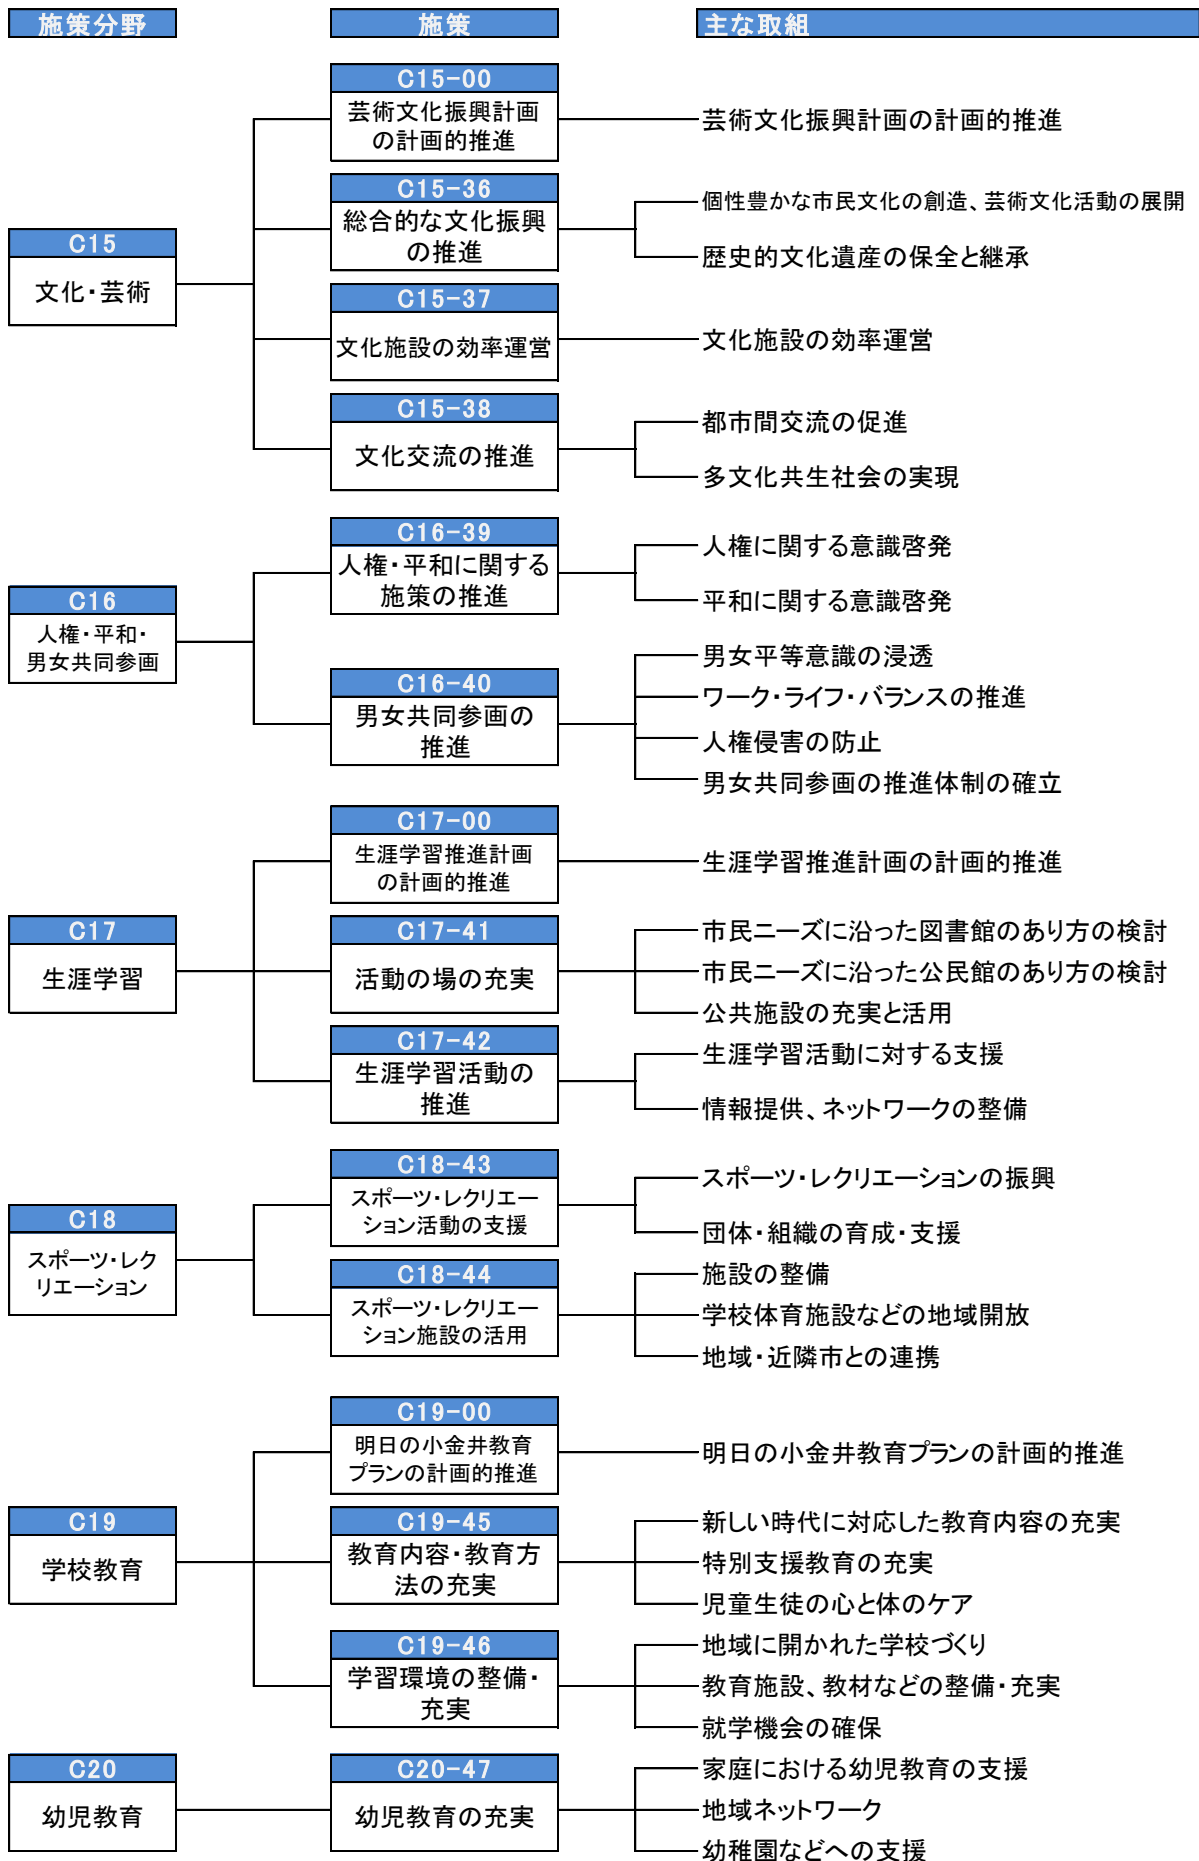 施策分野
施策
主な取組
C15
文化・芸術
C15-00
芸術文化振興計画
の計画的推進
芸術文化振興計画の計画的推進
C15-36
総合的な文化振興
の推進
個性豊かな市民文化の創造、芸術文化活動の展開
歴史的文化遺産の保全と継承
C15-37
文化施設の効率運営
文化施設の効率運営
C15-38
文化交流の推進
都市間交流の促進
多文化共生社会の実現
C16
人権・平和・
男女共同参画
C16-39
人権・平和に関する
施策の推進
人権に関する意識啓発
平和に関する意識啓発
C16-40
男女共同参画の
推進
男女平等意識の浸透
ワーク・ライフ・バランスの推進
人権侵害の防止
男女共同参画の推進体制の確立
C17
生涯学習
C17-00
生涯学習推進計画
の計画的推進
生涯学習推進計画の計画的推進
C17-41
活動の場の充実
市民ニーズに沿った図書館のあり方の検討
市民ニーズに沿った公民館のあり方の検討
公共施設の充実と活用
C17-42
生涯学習活動の
推進
生涯学習活動に対する支援
情報提供、ネットワークの整備
C18
スポーツ・レク
リエーション
C18-43
スポーツ・レクリエー
ション活動の支援
スポーツ・レクリエーションの振興
団体・組織の育成・支援
C18-44
スポーツ・レクリエー
ション施設の活用
施設の整備
学校体育施設などの地域開放
地域・近隣市との連携
C19
学校教育
C19-00
明日の小金井教育
プランの計画的推進
明日の小金井教育プランの計画的推進
C19-45
教育内容・教育方
法の充実
新しい時代に対応した教育内容の充実
特別支援教育の充実
児童生徒の心と体のケア
C19-46
学習環境の整備・
充実
地域に開かれた学校づくり
教育施設、教材などの整備・充実
就学機会の確保
C20
幼児教育
C20-47
幼児教育の充実
家庭における幼児教育の支援
地域ネットワーク
幼稚園などへの支援